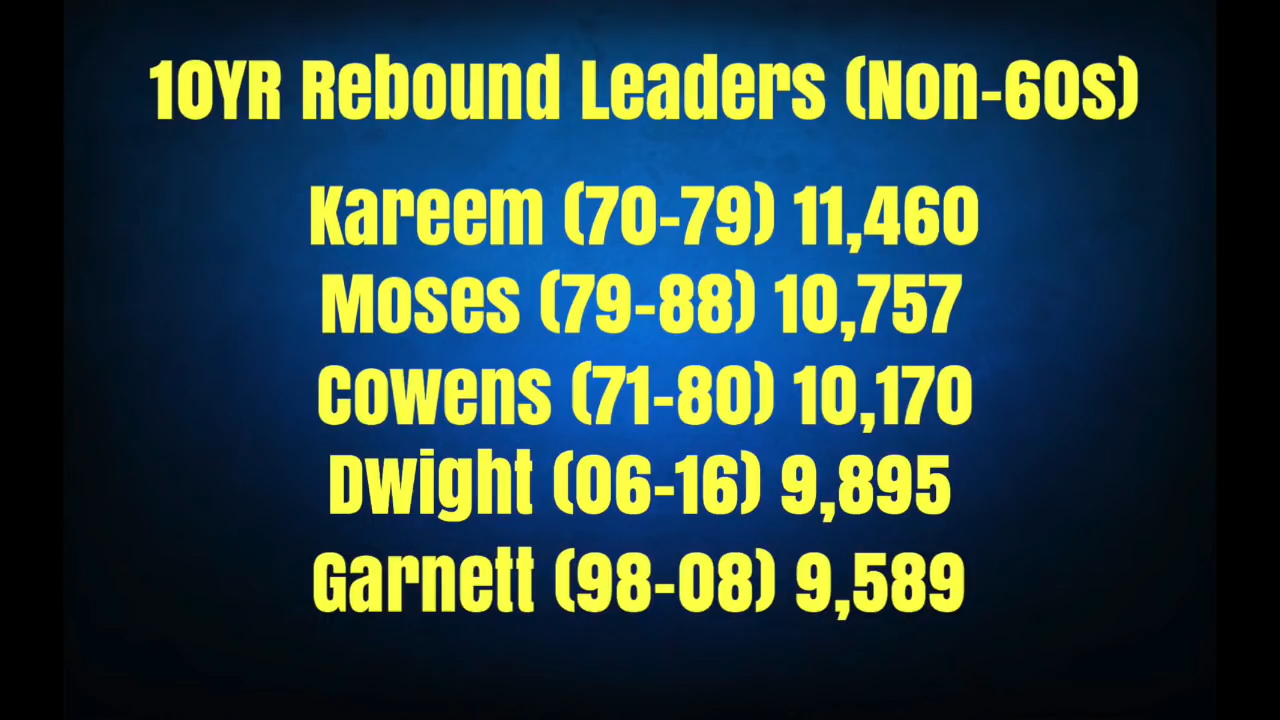 10YR Rebound Leaders (Non-60s)
Kareem (70-79) 11,460
Moses (79-88) 10,757
Cowens (71-80) 10,170
Dwight (06-16) 9,895
Garnett (98-08) 9,589